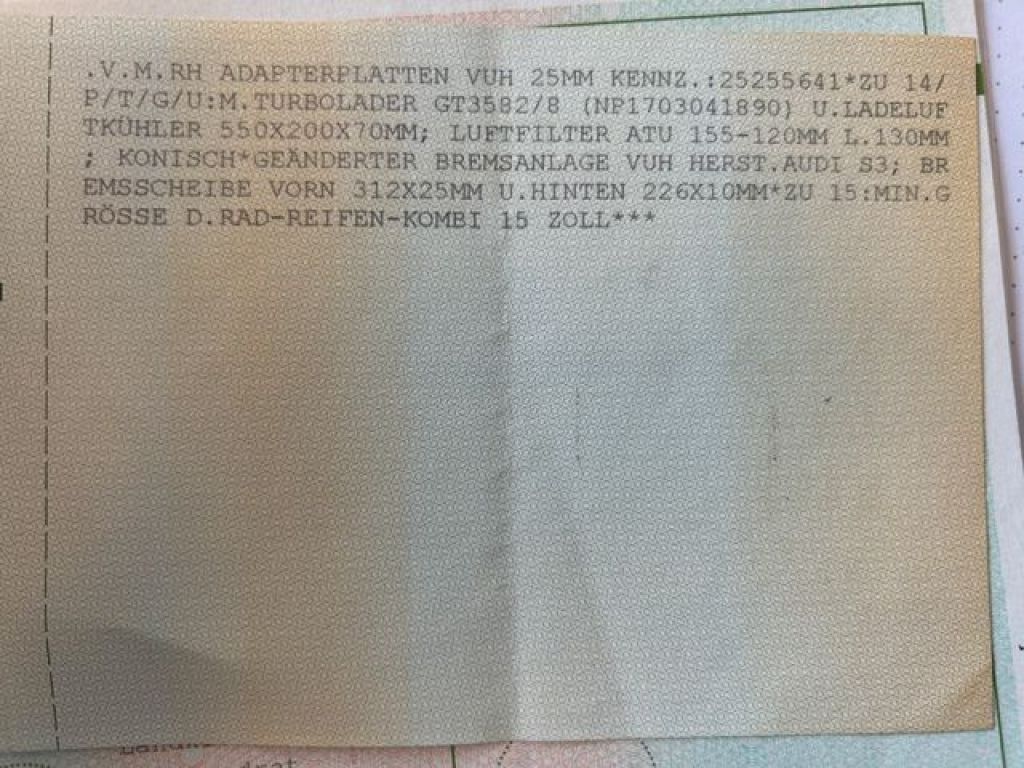 .V.M.RH ADAPTERPLATTEN VUH 25MM KENNZ.:25255641*ZU 14/
P/T/G/U:M.TURBOLADER GT3582/8 (NP1703041890) U.LADELUF
TKÜHLER 550X200X70MM; LUFTFILTER ATU 155-120MM L.130MM
; KONISCH*GEÄNDERTER BREMSANLAGE VUH HERST.AUDI S3; BR
EMSSCHEIBE VORN 312X25MM U.HINTEN 226X10MM*ZU 15:MIN.G
RÖSSE D.RAD-REIFEN-KOMBI 15 ZOLL***